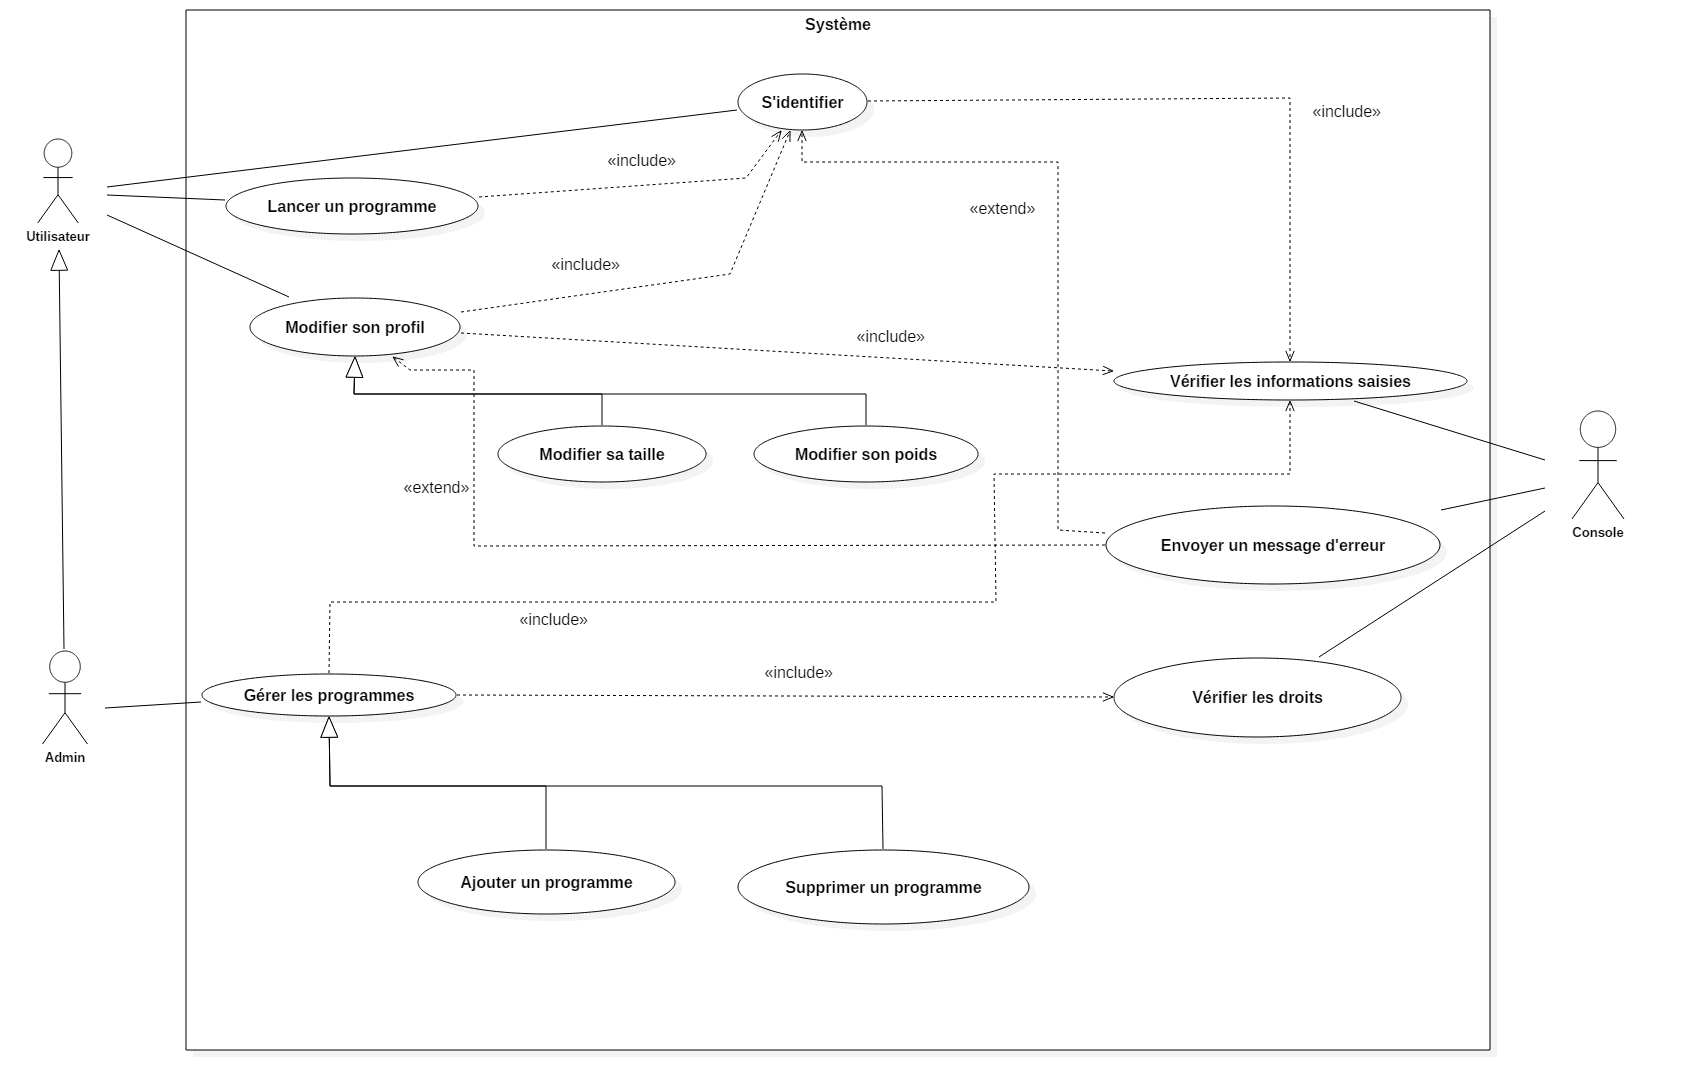 Système
S'identifier
«include»
«include»
Lancer un programme
«extend»
Utilisateur
«include»
Modifier son profil
«include»
Vérifier les informations saisies
Modifier sa taille
Modifier son poids
«extend»
Console
Envoyer un message d'erreur
«include»
«include»
Gérer les programmes
Vérifier les droits
Admin
Ajouter un programme
Supprimer un programme